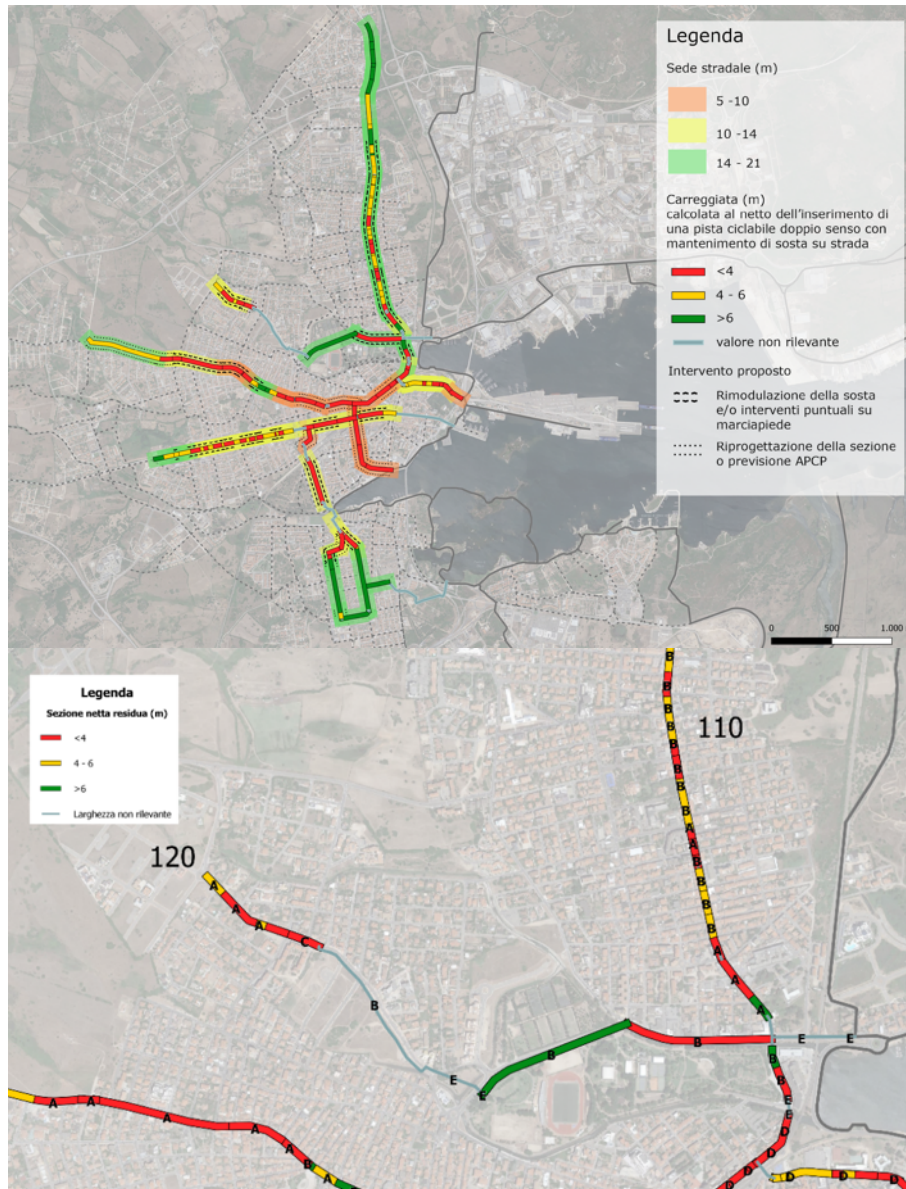 Legenda
Sede stradale (m)
5 -10
10 -14
14 - 21
Carreggiata (m)
calcolata al netto dell'inserimento di
una pista ciclabile doppio senso con
mantenimento di sosta su strada
<4
4 - 6
>6
valore non rilevante
Intervento proposto
Rimodulazione della sosta
e/o interventi puntuali su
marciapiede
Riprogettazione della sezione
o previsione APCP
0 500 1.000
Legenda
Sezione netta residua (m)
<4
4 - 6
>6
Larghezza non rilevante
110
120
B
B
B
B
B
B
B
B
A
A
B
B
B
B
A
A
A
A
A
A
C
B
E
E
B
B
E
E
B
B
E
E
D
D
D
D
D
D
A
A
A
A
A
B
A